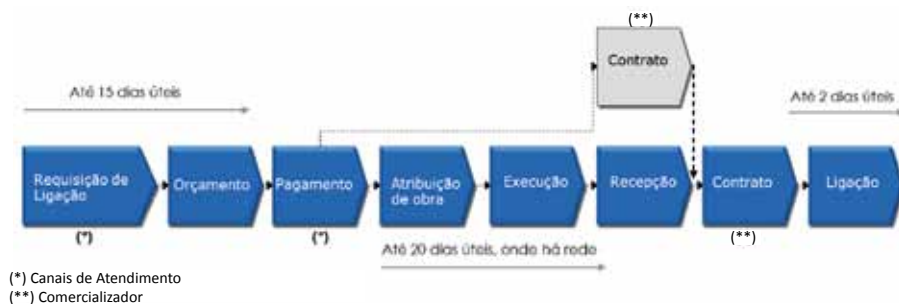 (**)
Contrato
Até 15 dias úteis
Até 2 dias úteis
Requisição de
Ligação
Orçamento
Pagamento
Atribuição
de obra
Execução
Recepção
Contrato
Ligação
(*)
(*)
(**)
Até 20 dias úteis, onde há rede
(*) Canais de Atendimento
(**) Comercializador